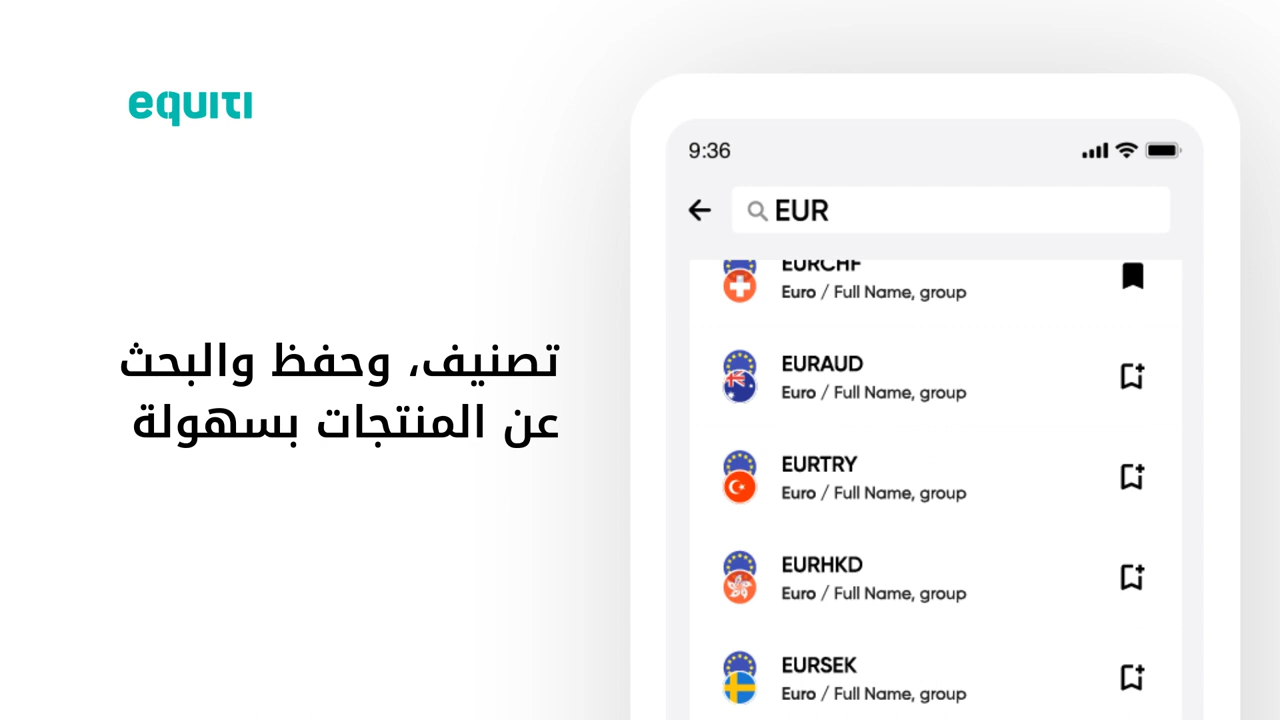 equiti
تصنيف، وحفظ والبحث
عن المنتجات بسهولة
9:36
EUR
EURCHF
Euro / Full Name, group
EURAUD
Euro / Full Name, group
EURTRY
Euro / Full Name, group
EURHKD
Euro / Full Name, group
EURSEK
Euro / Full Name, group